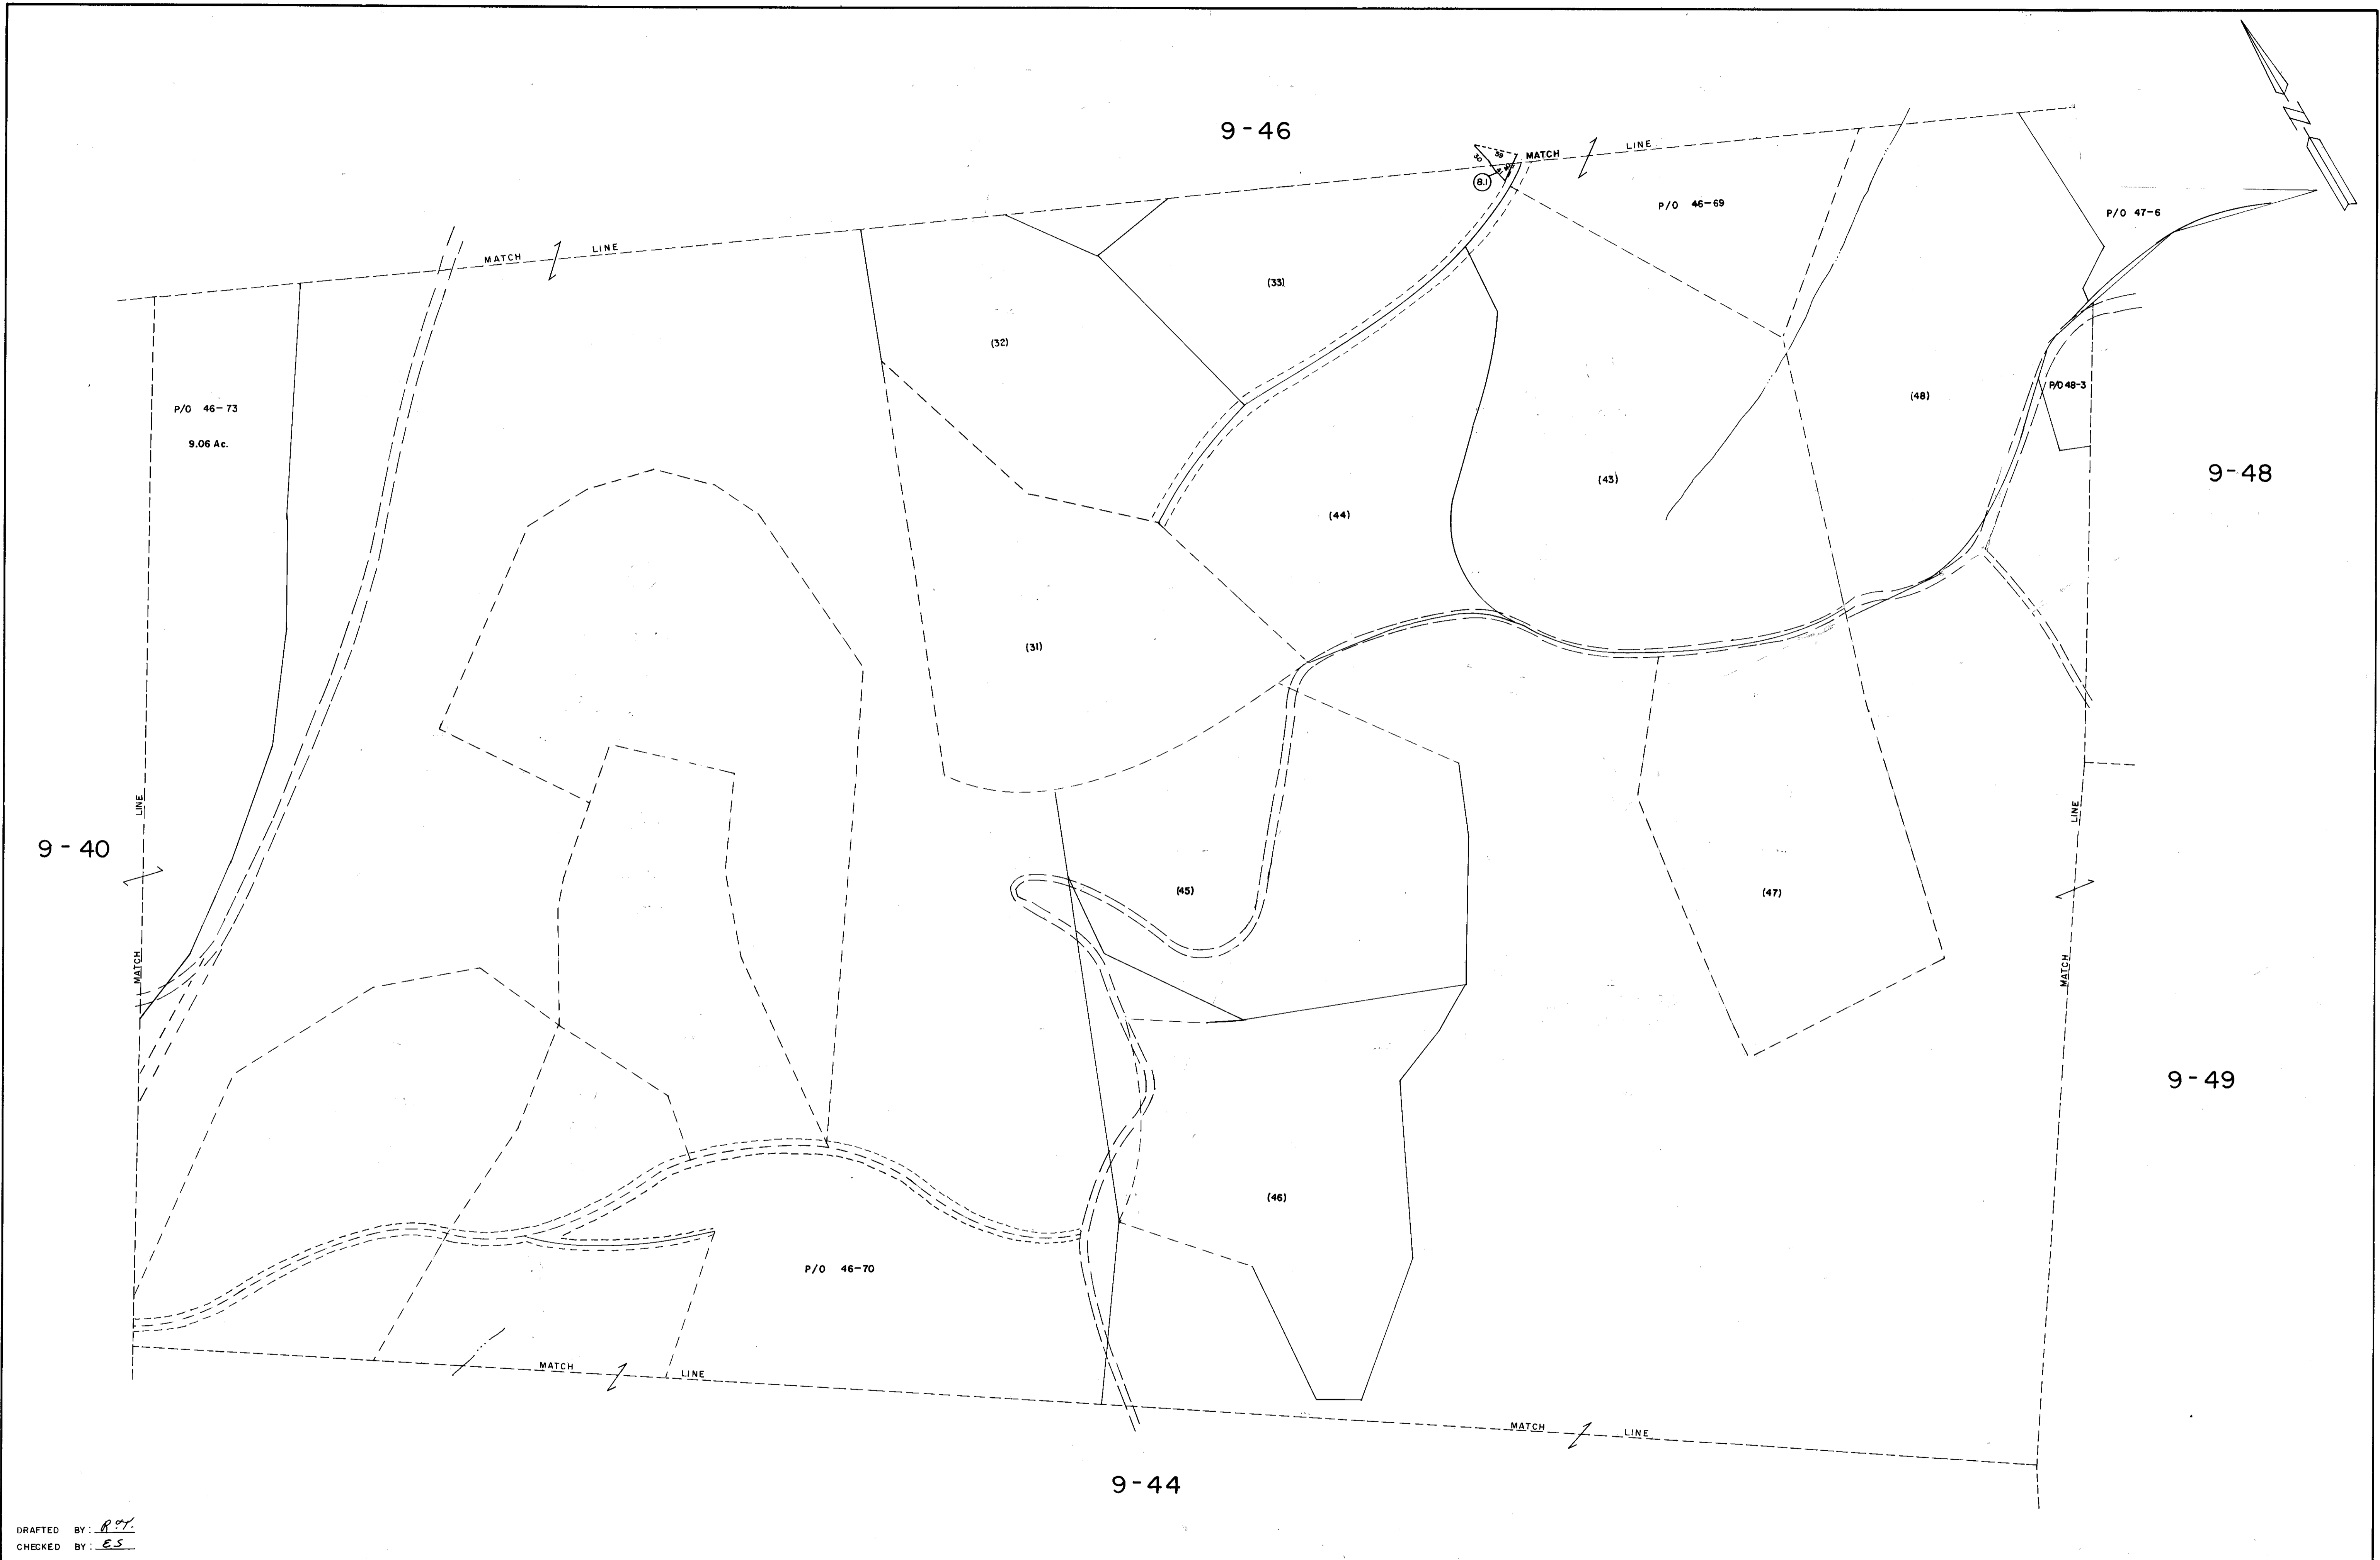 9-46
MATCH LINE
P/O 46-69
P/O 47-6
8.1
MATCH LINE
(33)
(32)
P/O 48-3
(48)
P/O 46-73
9.06 Ac.
9-48
(43)
(44)
(31)
LINE
LINE
9-40
(45)
(47)
MATCH
MATCH
9-49
(46)
P/O 46-70
MATCH LINE
MATCH LINE
9-44
DRAFTED BY:
CHECKED BY: ES